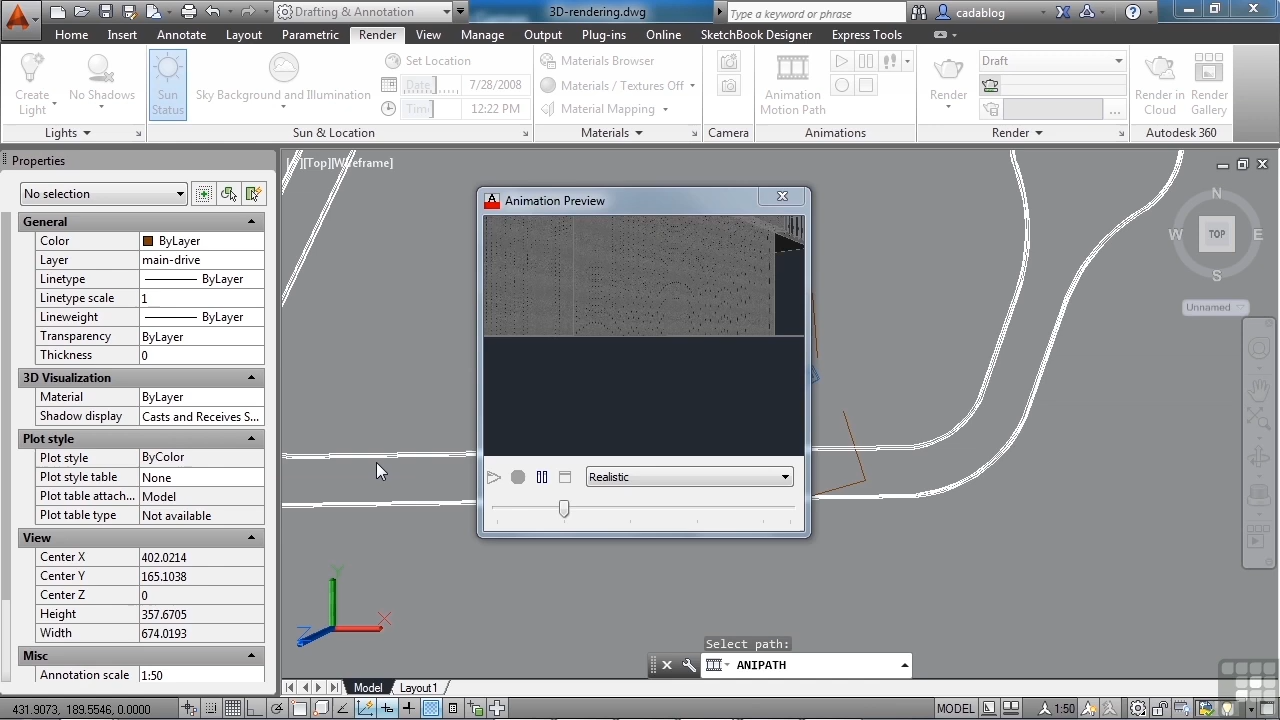 Drafting & Annotation
3D-rendering.dwg
Type a keyword or phrase
cadablog
Home Insert Annotate Layout Parametric Render View Manage Output Plug-ins Online SketchBook Designer Express Tools
Create Light
No Shadows
Lights
Sun Status
Sky Background and Illumination
Set Location
Date 7/28/2008
12:22 PM
Sun & Location
Materials Browser
Materials / Textures Off
Material Mapping
Materials
Camera
Animation Motion Path
Animations
Render
Draft
...
Render
Render in Cloud
Render Gallery
Autodesk 360
Properties
No selection
General
Color ByLayer
Layer main-drive
Linetype ByLayer
Linetype scale 1
Lineweight ByLayer
Transparency ByLayer
Thickness 0
3D Visualization
Material ByLayer
Shadow display Casts and Receives S...
Plot style
Plot style ByColor
Plot style table None
Plot table attach... Model
Plot table type Not available
View
Center X 402.0214
Center Y 165.1038
Center Z 0
Height 357.6705
Width 674.0193
Misc
Annotation scale 1:50
[Top][Wireframe]
A Animation Preview
Realistic
N
W TOP E
S
Unnamed
Y
X
Z
Select path:
ANIPATH
Model Layout1
431.9073, 189.5546, 0.0000
MODEL
1:50